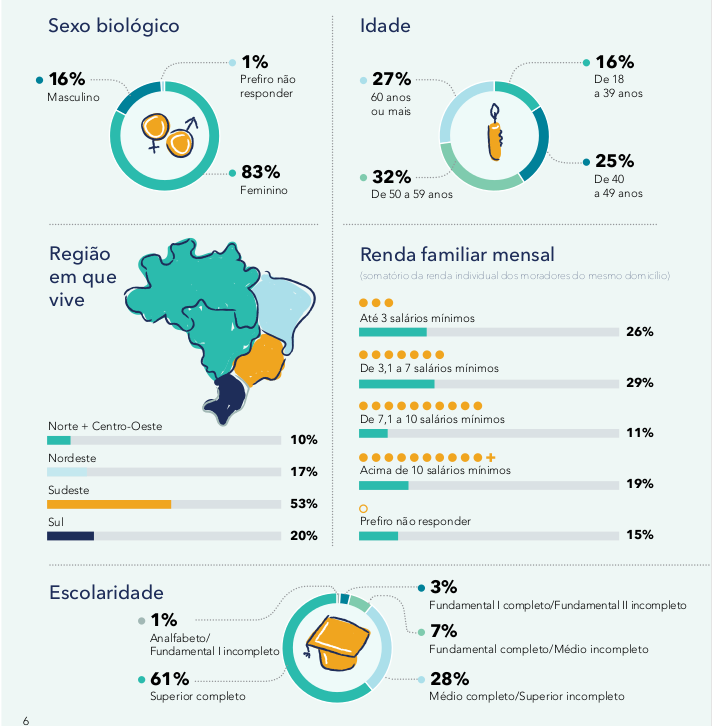 Sexo biológico
16%
Masculino
1%
Prefiro não
responder
83%
Feminino
Idade
27%
60 anos
ou mais
16%
De 18
a 39 anos
32%
De 50 a 59 anos
25%
De 40
a 49 anos
Região
em que
vive
Norte + Centro-Oeste
10%
Nordeste
17%
Sudeste
53%
Sul
20%
Renda familiar mensal
(somatório da renda individual dos moradores do mesmo domicílio)
Até 3 salários mínimos
26%
De 3,1 a 7 salários mínimos
29%
De 7,1 a 10 salários mínimos
11%
+
Acima de 10 salários mínimos
19%
Prefiro não responder
15%
Escolaridade
1%
Analfabeto/
Fundamental I incompleto
61%
Superior completo
3%
Fundamental I completo/Fundamental II incompleto
7%
Fundamental completo/Médio incompleto
28%
Médio completo/Superior incompleto
6